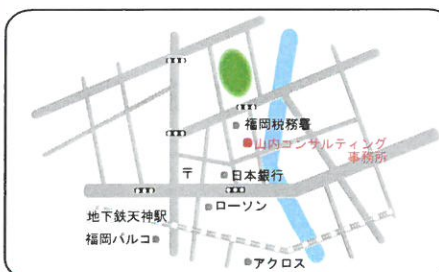 福岡税務署
山内コンサルティング
事務所
〒
日本銀行
ローソン
地下鉄天神駅
福岡パルコ
アクロス